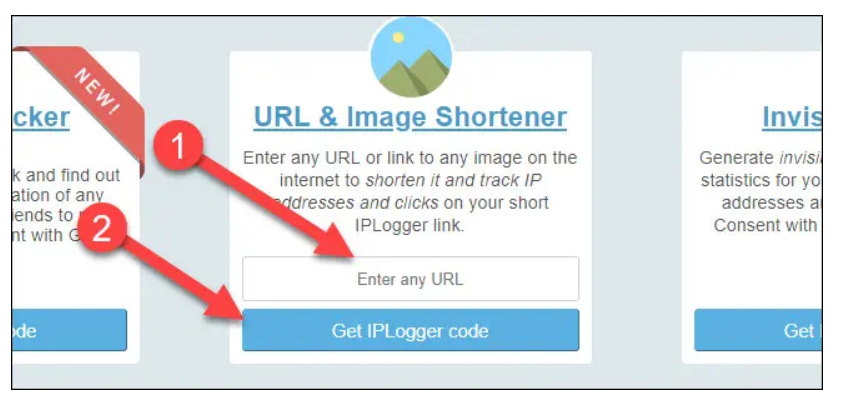 NEW!
cker
k and find out
ation of any
iends to
nt with G
ode
1
2
URL & Image Shortener
Enter any URL or link to any image on the
internet to shorten it and track IP
addresses and clicks on your short
IPLogger link.
Enter any URL
Get IPLogger code
Invis
Generate invisi
statistics for yo
addresses a
Consent with
Get